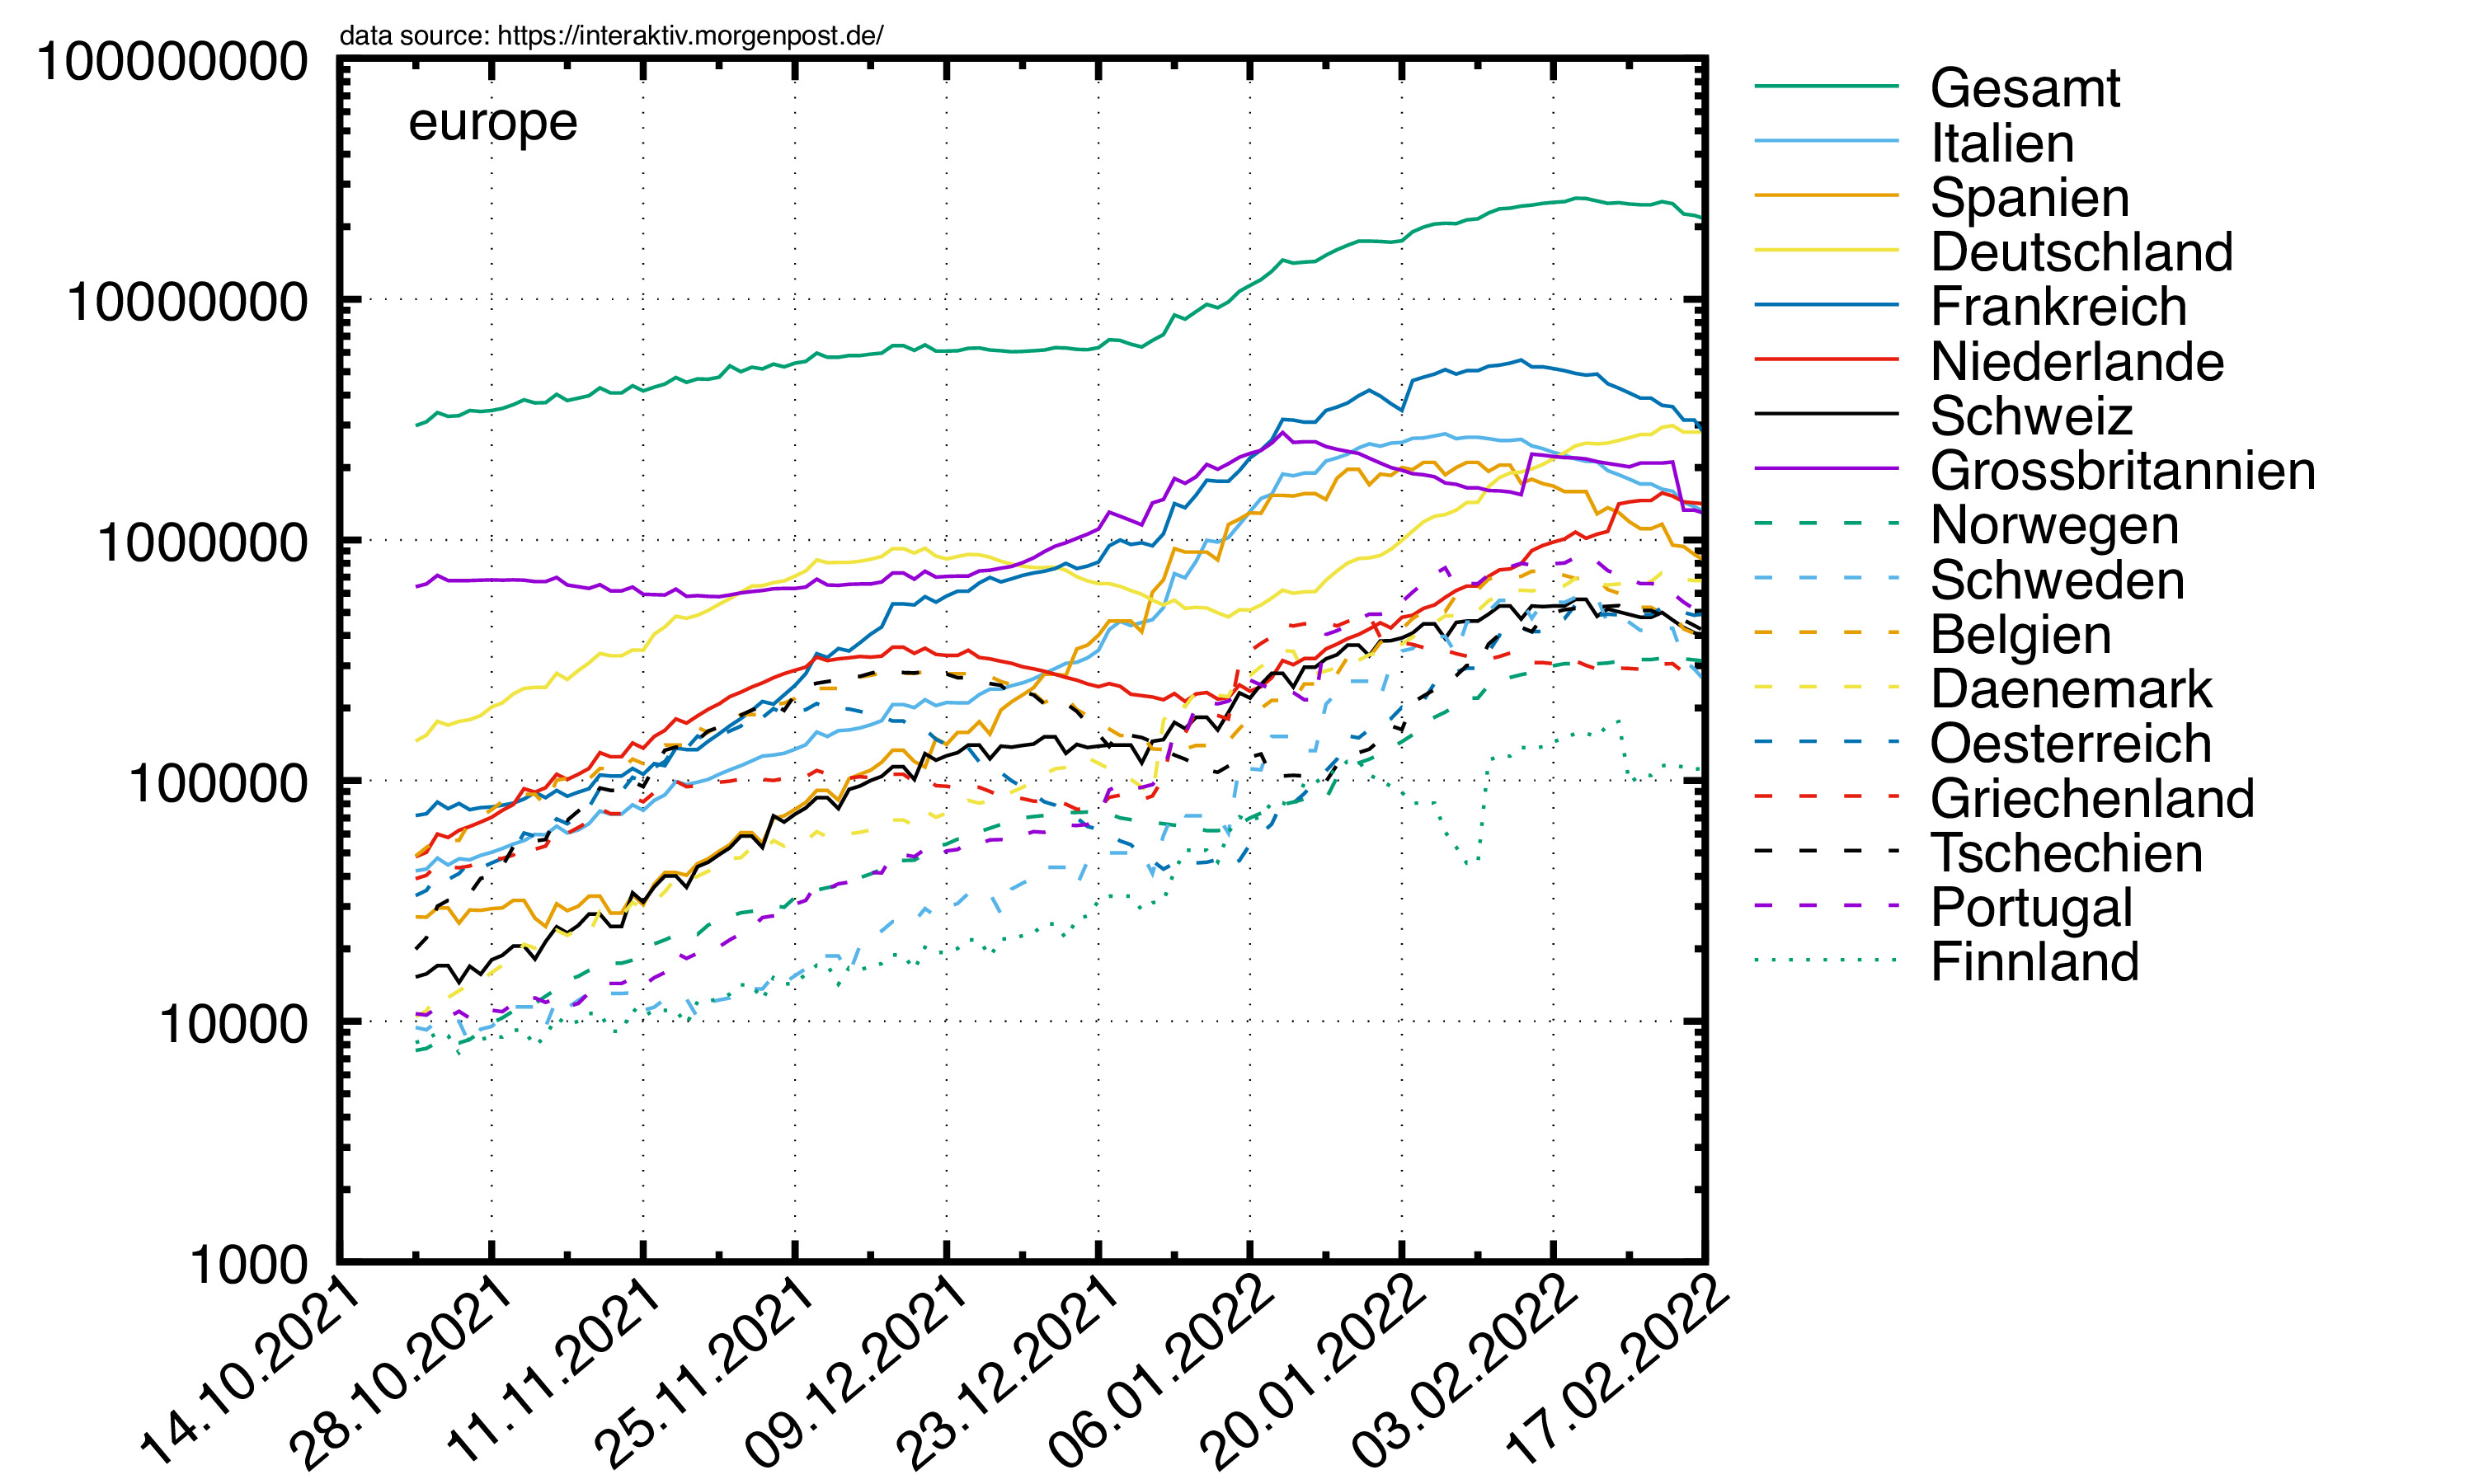 data source: https://interaktiv.morgenpost.de/
europe
100000000
10000000
1000000
100000
10000
1000
14.10.2021
28.10.2021
11.11.2021
25.11.2021
09.12.2021
23.12.2021
06.01.2022
20.01.2022
03.02.2022
17.02.2022
Gesamt
Italien
Spanien
Deutschland
Frankreich
Niederlande
Schweiz
Grossbritannien
Norwegen
Schweden
Belgien
Daenemark
Oesterreich
Griechenland
Tschechien
Portugal
Finnland